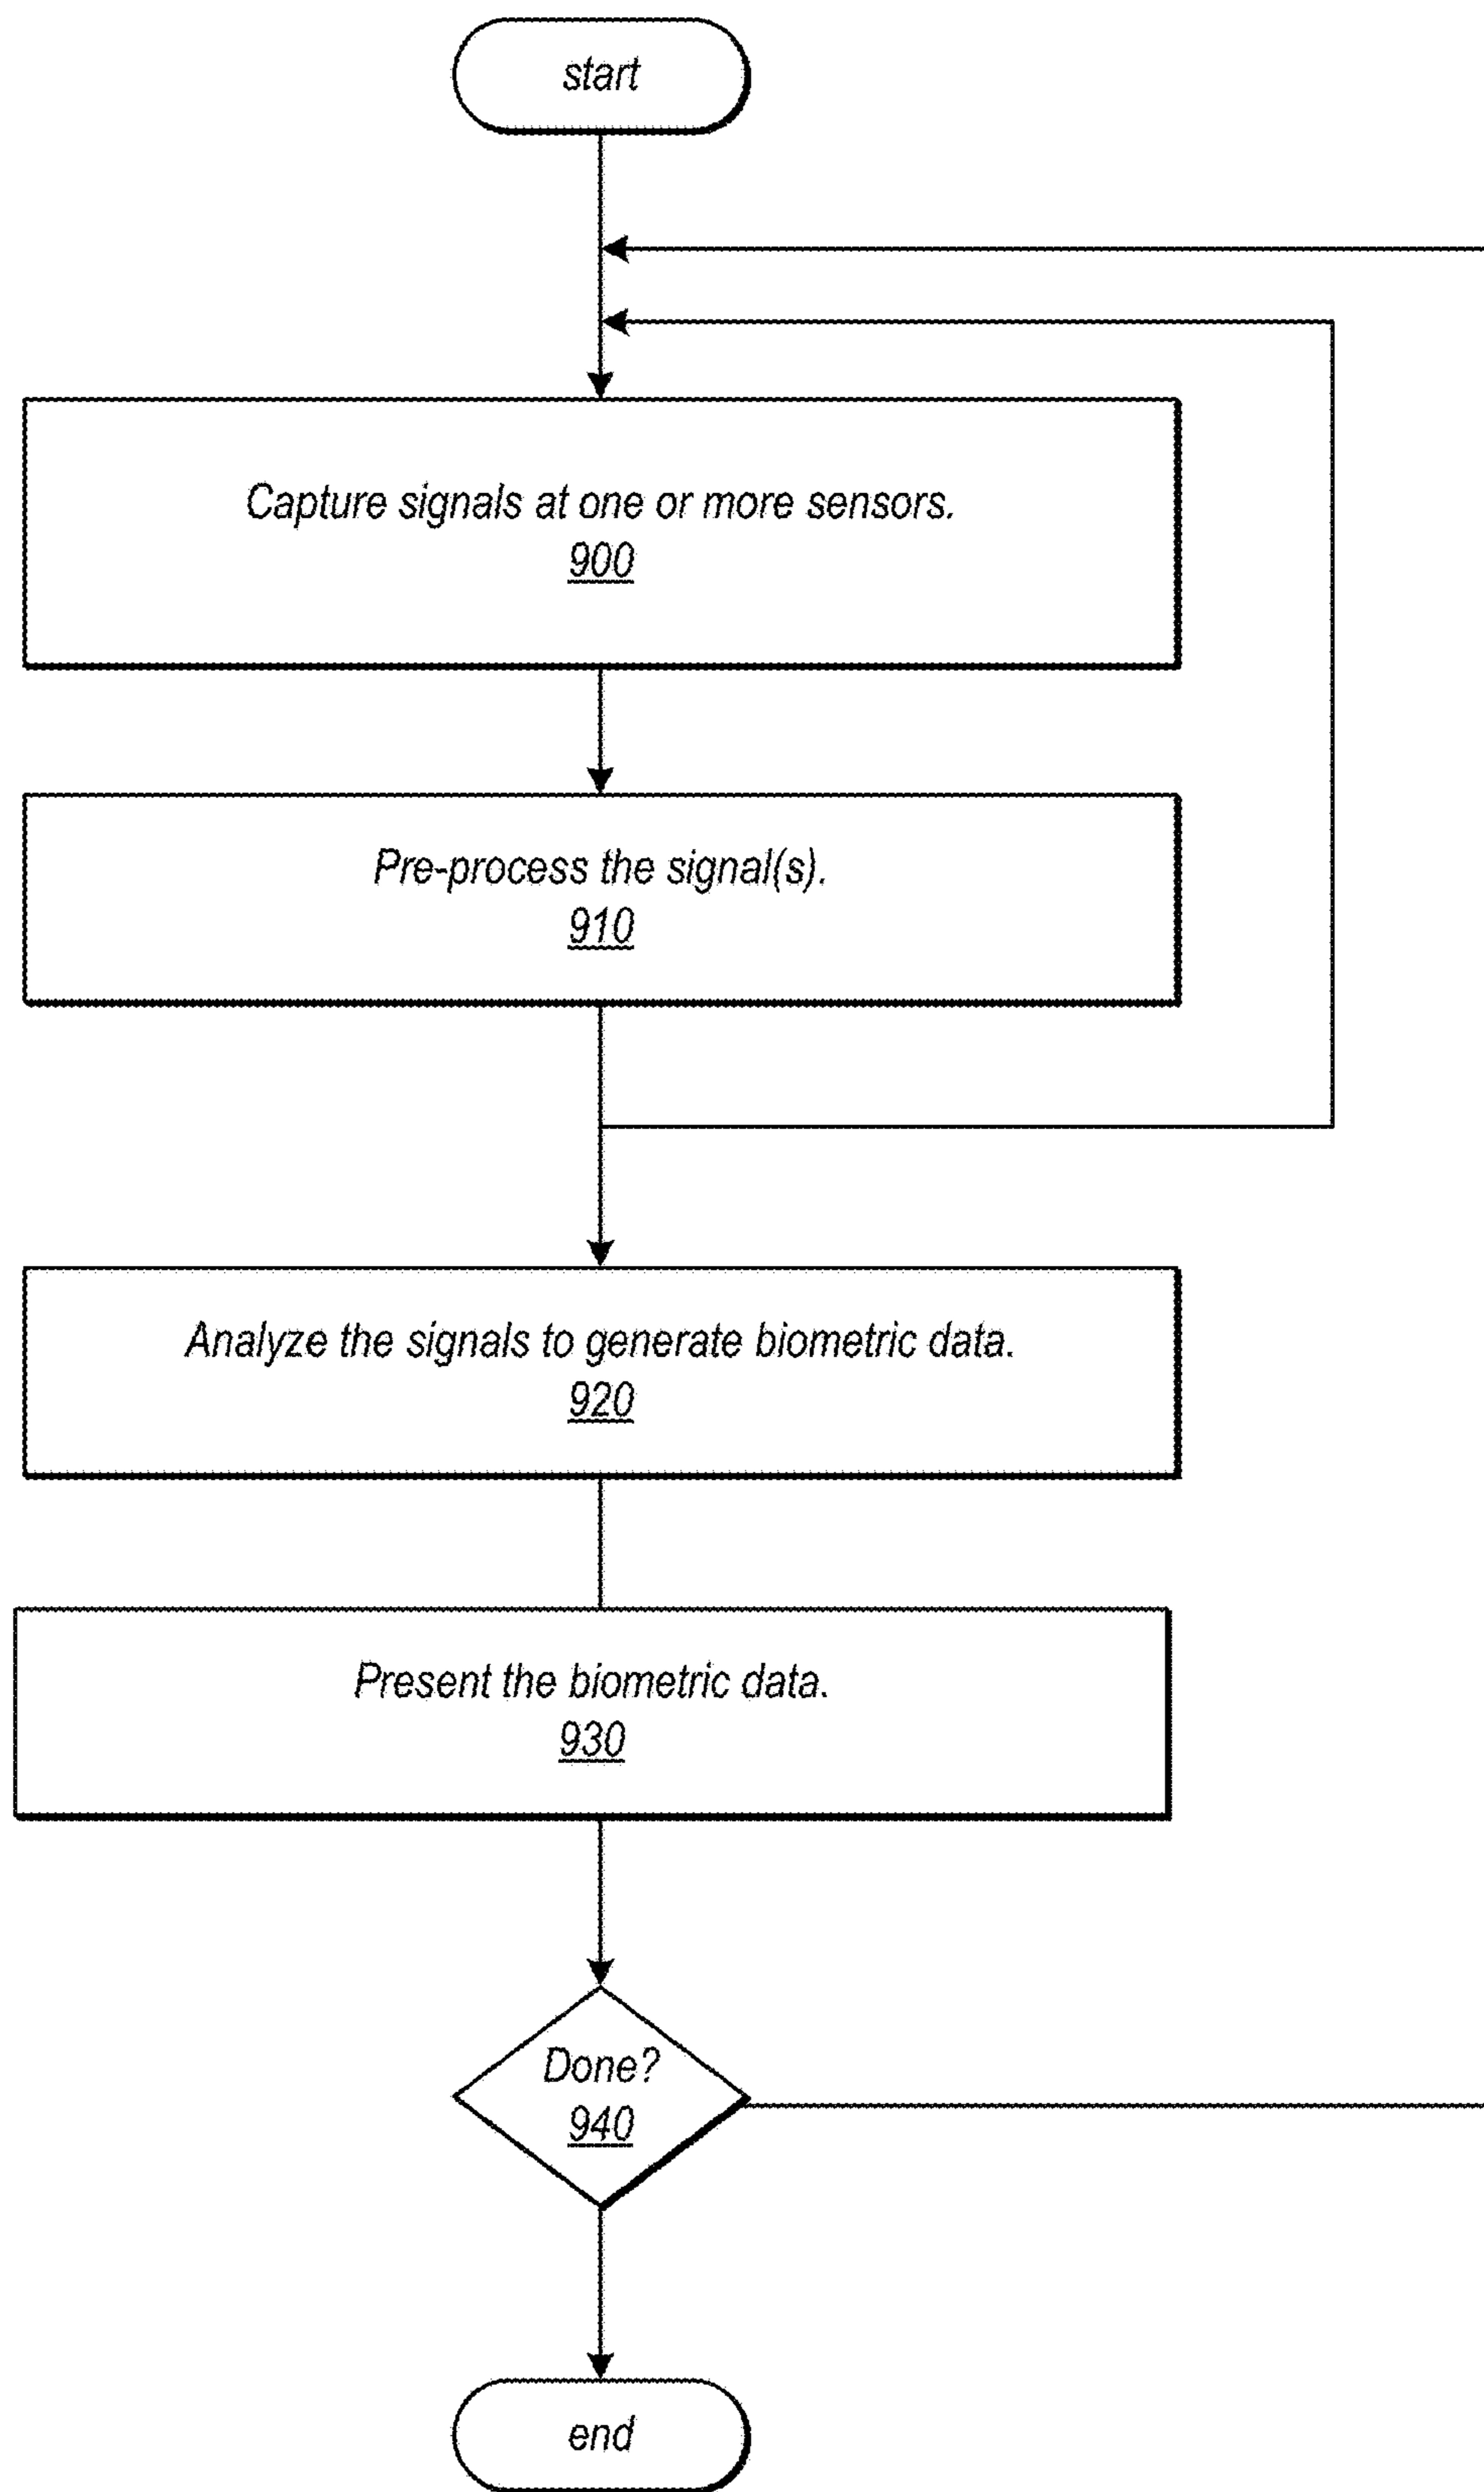 start
Capture signals at one or more sensors.
900
Pre-process the signal(s).
910
Analyze the signals to generate biometric data.
920
Present the biometric data.
930
Done?
940
end